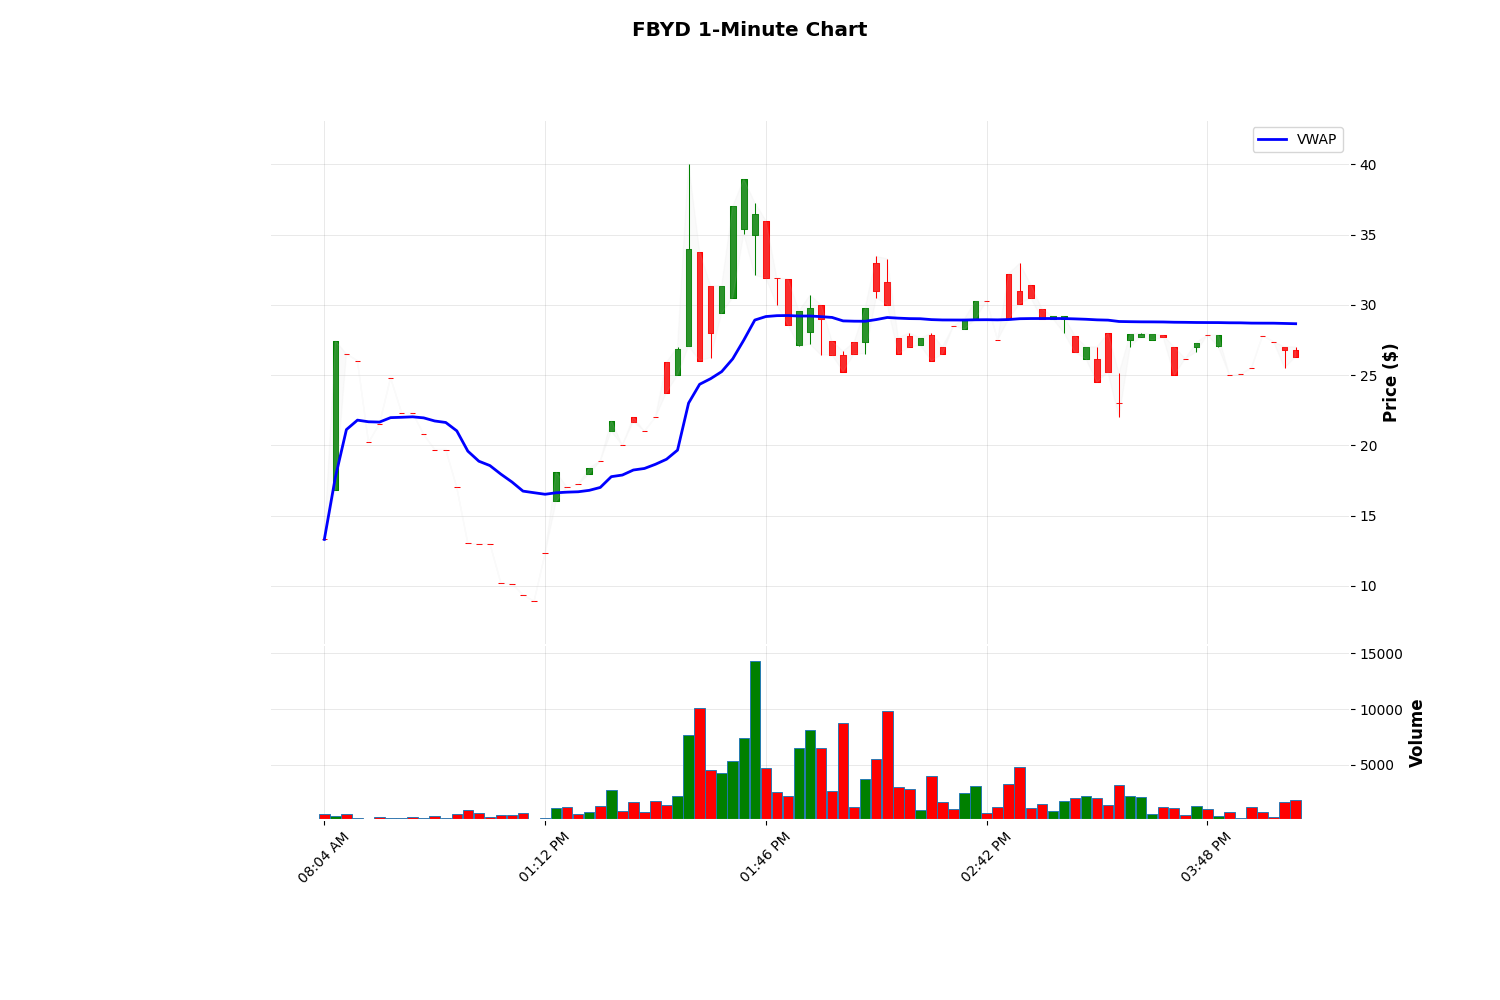 FBYD 1-Minute Chart
VWAP
40
35
30
25
20
15
10
Price ($)
15000
10000
5000
Volume
08:04 AM
01:12 PM
01:46 PM
02:42 PM
03:48 PM